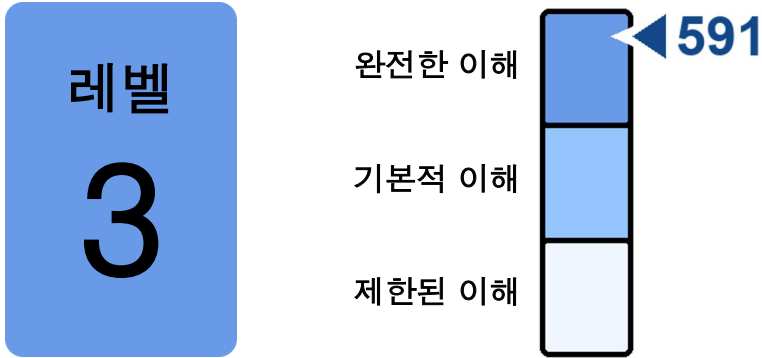 레벨
3
완전한 이해
기본적 이해
제한된 이해
591